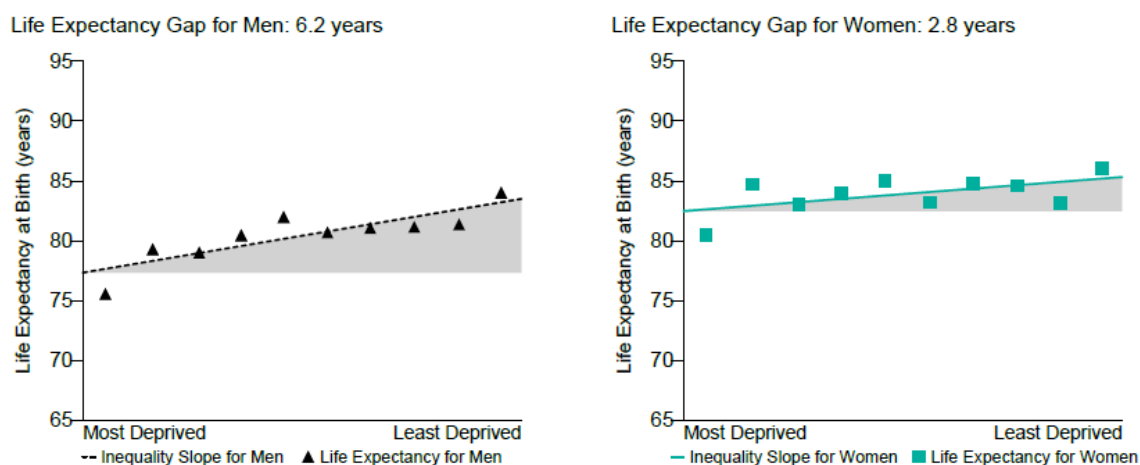 Life Expectancy Gap for Men: 6.2 years
Life Expectancy at Birth (years)
95
90
85
80
75
70
65
Most Deprived Least Deprived
Inequality Slope for Men Life Expectancy for Men
Life Expectancy Gap for Women: 2.8 years
Life Expectancy at Birth (years)
95
90
85
80
75
70
65
Most Deprived Least Deprived
Inequality Slope for Women Life Expectancy for Women